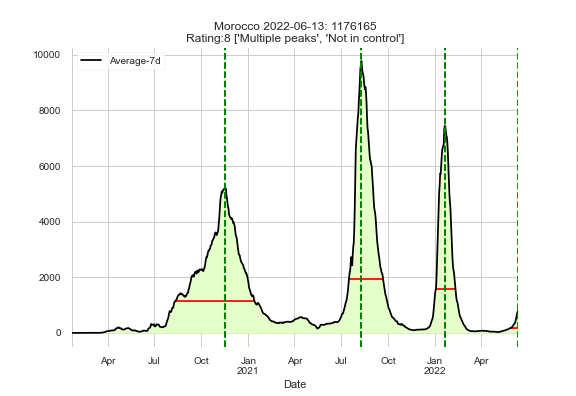 Morocco 2022-06-13: 1176165
Rating:8 ['Multiple peaks', 'Not in control']
Average-7d
10000
8000
6000
4000
2000
0
Apr Jul Oct Jan Apr Jul Oct Jan Apr
2021 2022
Date